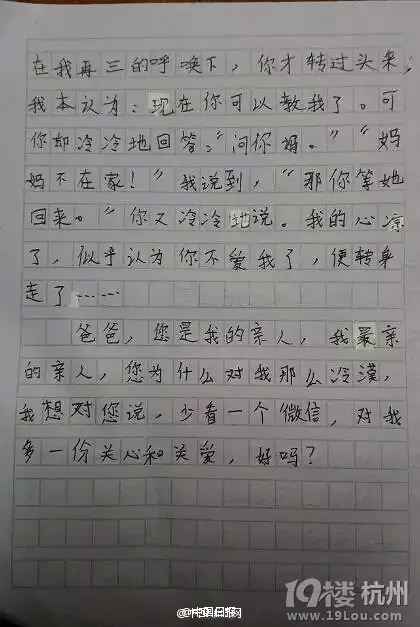 在我再三的呼唤下，你才转过头来，
我本认为：现在你可以教我了。可
你却冷冷地回答：“问你妈。”“妈
妈不在家！”我说到，“那你等她
回来。”你又冷冷地说。我的心凉
了，似乎认为你不爱我了，便转身
走了……
爸爸，您是我的亲人，我最亲
的亲人，您为什么对我那么冷漠，
我想对您说，少看一个微信，对我
多一份关心和关爱，好吗？
@中国日报网
19楼杭州
www.19lou.com